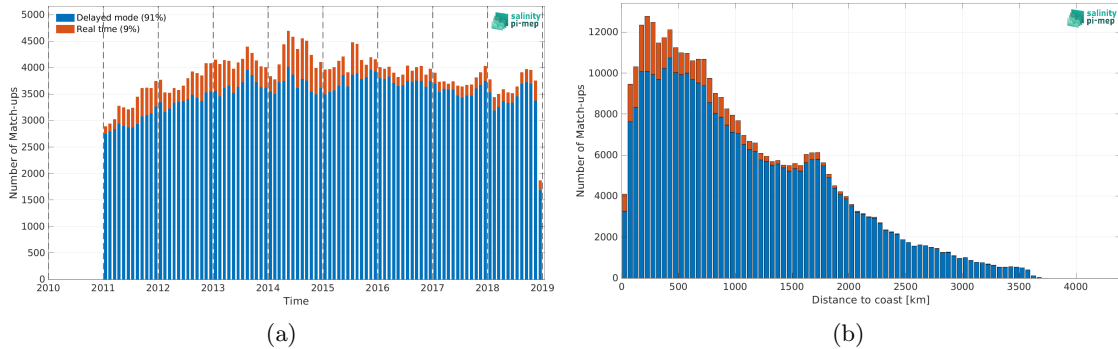 Delayed mode (91%)
Real time (9%)
salinity
pi-mep
Number of Match-ups
5000
4500
4000
3500
3000
2500
2000
1500
1000
500
0
2010 2011 2012 2013 2014 2015 2016 2017 2018 2019
Time
(a)
salinity
pi-mep
Number of Match-ups
12000
10000
8000
6000
4000
2000
0
0 500 1000 1500 2000 2500 3000 3500 4000
Distance to coast [km]
(b)